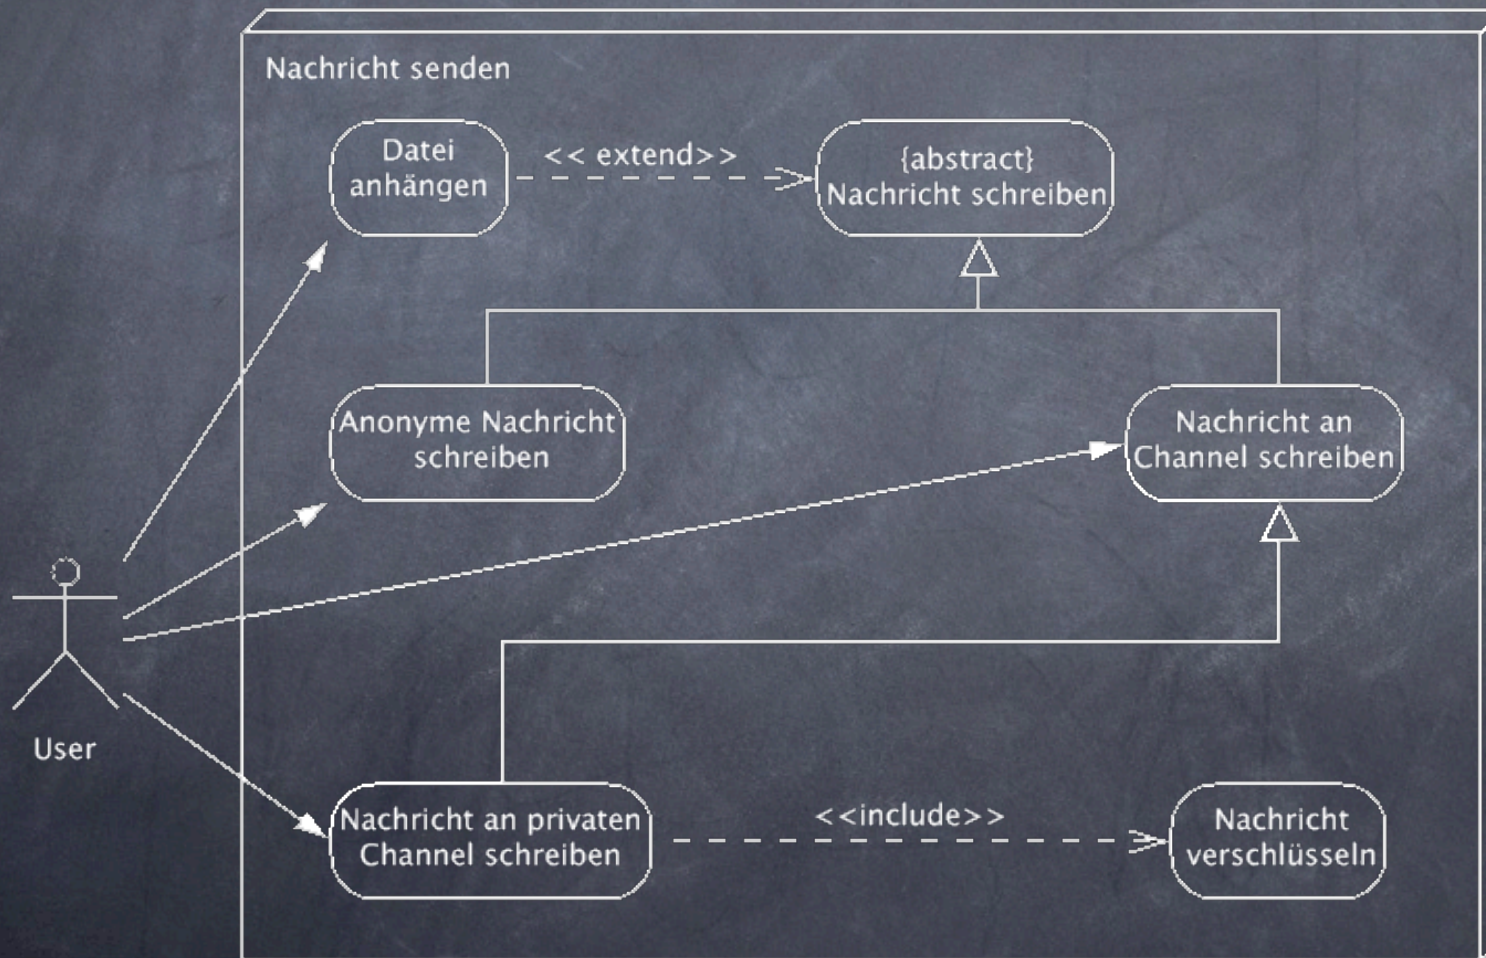 Nachricht senden
Datei
anhängen
<< extend>>
{abstract}
Nachricht schreiben
Anonyme Nachricht
schreiben
Nachricht an
Channel schreiben
User
Nachricht an privaten
Channel schreiben
<<include>>
Nachricht
verschlüsseln